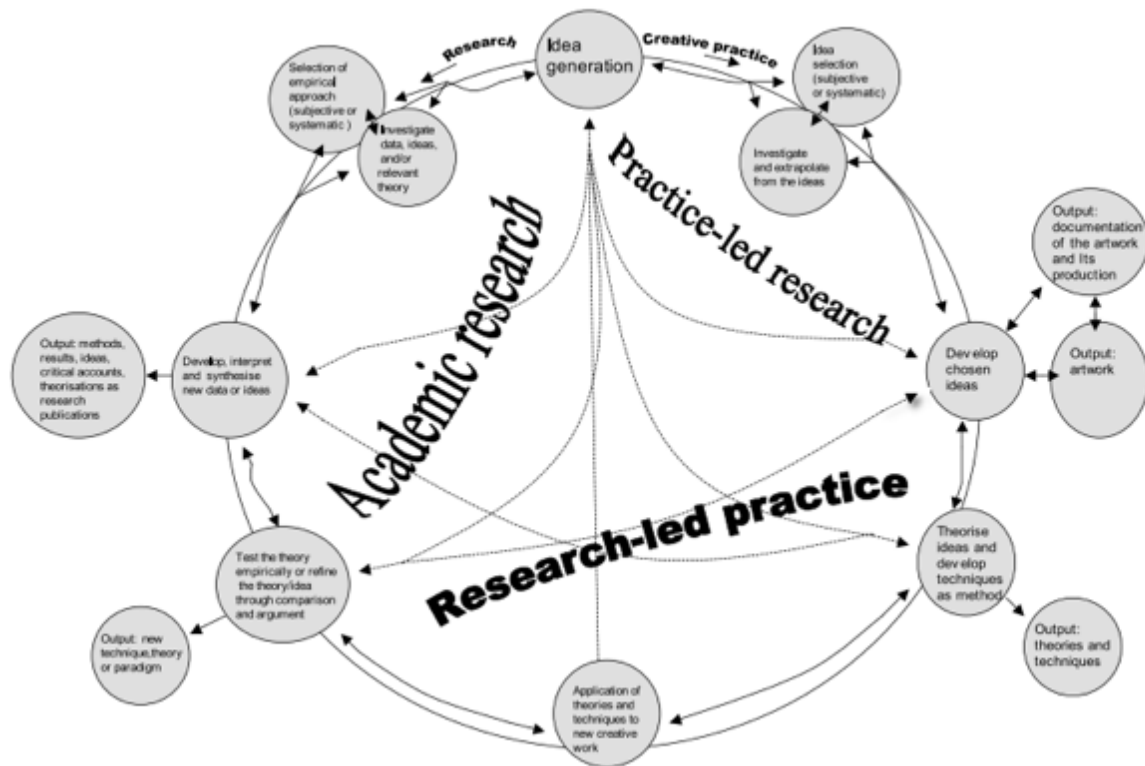 Research
Idea
generation
Creative practice
Idea
selection
(subjective
or systematic)
Selection of
empirical
approach
(subjective or
systematic )
Investigate
data, ideas,
and/or
relevant
theory
Investigate
and extrapolate
from the ideas
Practice-led research
Academic research
Output:
documentation
of the artwork
and Its
production
Output:
artwork
Develop
chosen
ideas
Output: methods,
results, ideas,
critical accounts,
theorisations as
research
publications
Develop, interpret
and synthesise
new data or ideas
Research-led practice
Theorise
ideas and
develop
techniques
as method
Output:
theories and
techniques
Test the theory
empirically or refine
the theory/idea
through comparison
and argument
Output: new
technique,theory
or paradigm
Application of
theories and
techniques to
new creative
work